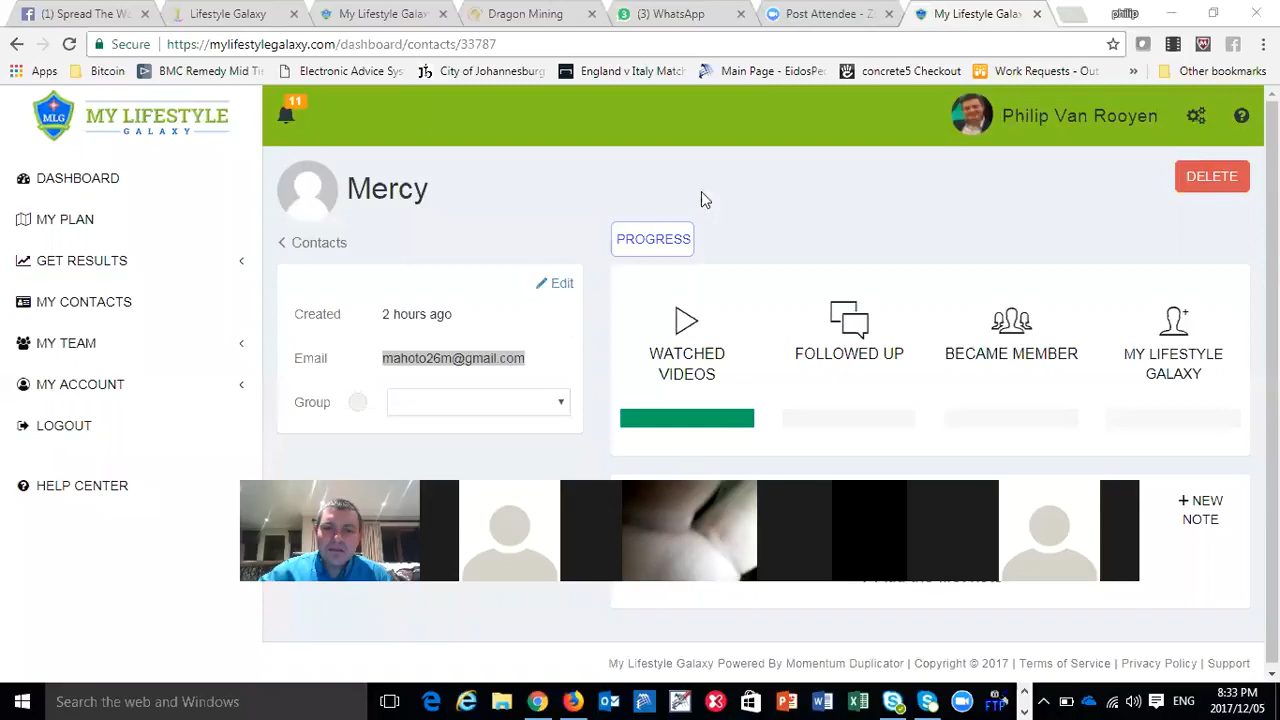 (1) Spread The W
Lifestyle Galaxy
My Lifestyle Gal
Dragon Mining
(3) WhatsApp
Post Attendee - Z
My Lifestyle Gala
philip
Secure
https://mylifestylegalaxy.com/dashboard/contacts/33787
Apps
Bitcoin
BMC Remedy Mid Ti
Electronic Advice Sys
City of Johannesburg
England v Italy Match
Main Page - EidosPed
concrete5 Checkout
Work Requests - Out
»
Other bookmarks
MLG
MY LIFESTYLE
GALAXY
11
Philip Van Rooyen
DASHBOARD
MY PLAN
GET RESULTS
MY CONTACTS
MY TEAM
MY ACCOUNT
LOGOUT
HELP CENTER
Mercy
DELETE
Contacts
PROGRESS
Edit
Created 2 hours ago
Email mahoto26m@gmail.com
Group
WATCHED
VIDEOS
FOLLOWED UP
BECAME MEMBER
MY LIFESTYLE
GALAXY
+ NEW
NOTE
My Lifestyle Galaxy Powered By Momentum Duplicator | Copyright © 2017 | Terms of Service | Privacy Policy | Support
Search the web and Windows
FTP
ENG
8:33 PM
2017/12/05